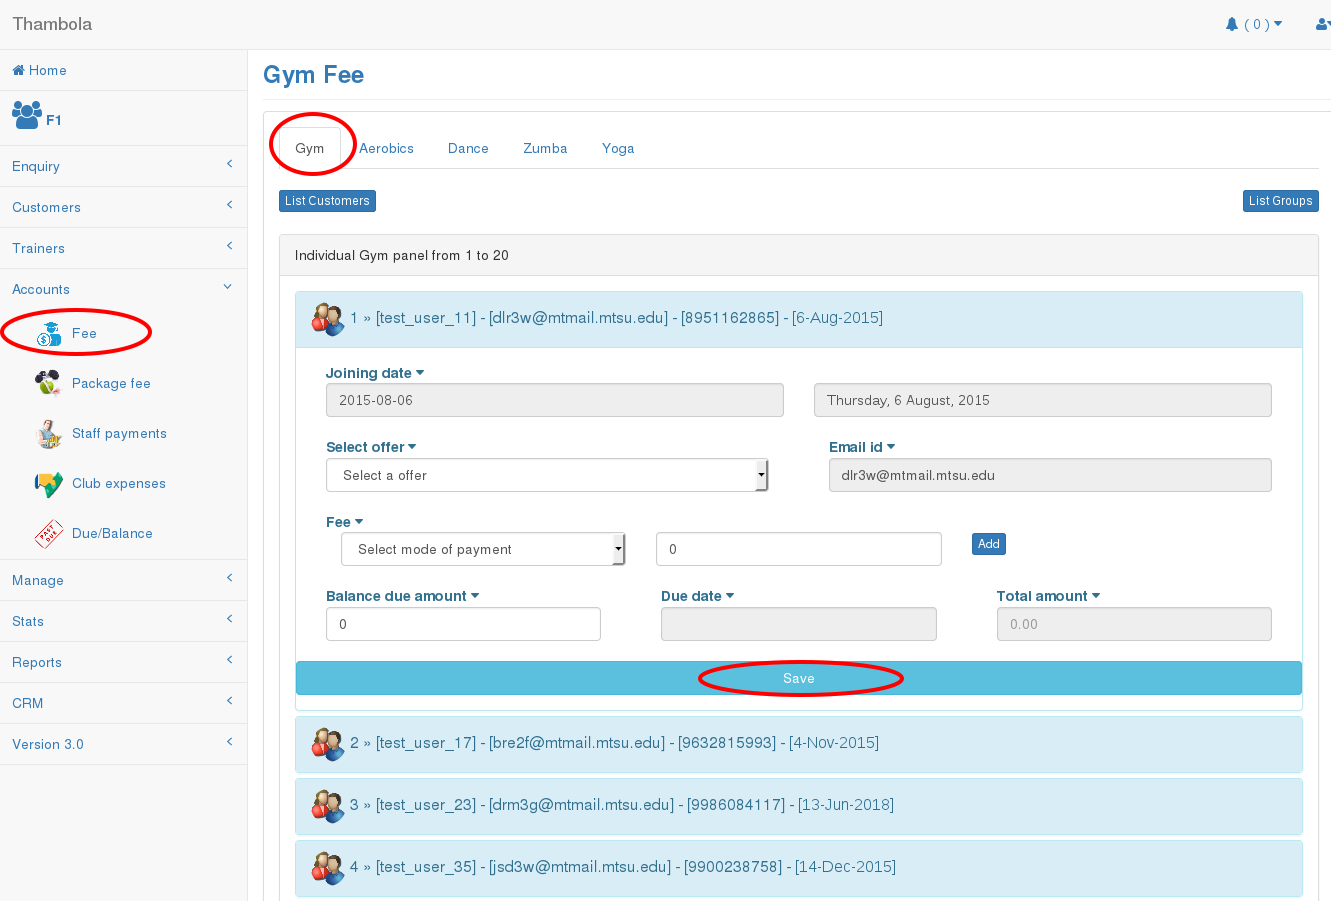 Thambola
( 0 )
Home
F1
Enquiry
Customers
Trainers
Accounts
Fee
Package fee
Staff payments
Club expenses
PAST DUE
Due/Balance
Manage
Stats
Reports
CRM
Version 3.0
Gym Fee
Gym Aerobics Dance Zumba Yoga
List Customers List Groups
Individual Gym panel from 1 to 20
1 » [test_user_11] - [dlr3w@mtmail.mtsu.edu] - [8951162865] - [6-Aug-2015]
Joining date
2015-08-06 Thursday, 6 August, 2015
Select offer Email id
Select a offer dlr3w@mtmail.mtsu.edu
Fee
Select mode of payment 0 Add
Balance due amount Due date Total amount
0 0.00
Save
2 » [test_user_17] - [bre2f@mtmail.mtsu.edu] - [9632815993] - [4-Nov-2015]
3 » [test_user_23] - [drm3g@mtmail.mtsu.edu] - [9986084117] - [13-Jun-2018]
4 » [test_user_35] - [jsd3w@mtmail.mtsu.edu] - [9900238758] - [14-Dec-2015]